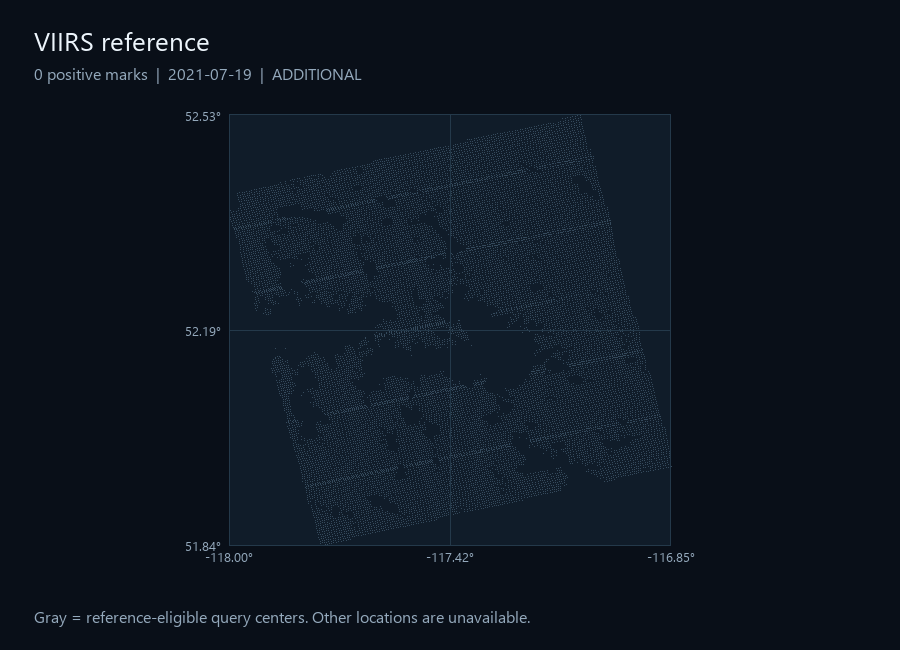 VIIRS reference
0 positive marks | 2021-07-19 | ADDITIONAL
52.53°
52.19°
51.84°
-118.00°
-117.42°
-116.85°
Gray = reference-eligible query centers. Other locations are unavailable.